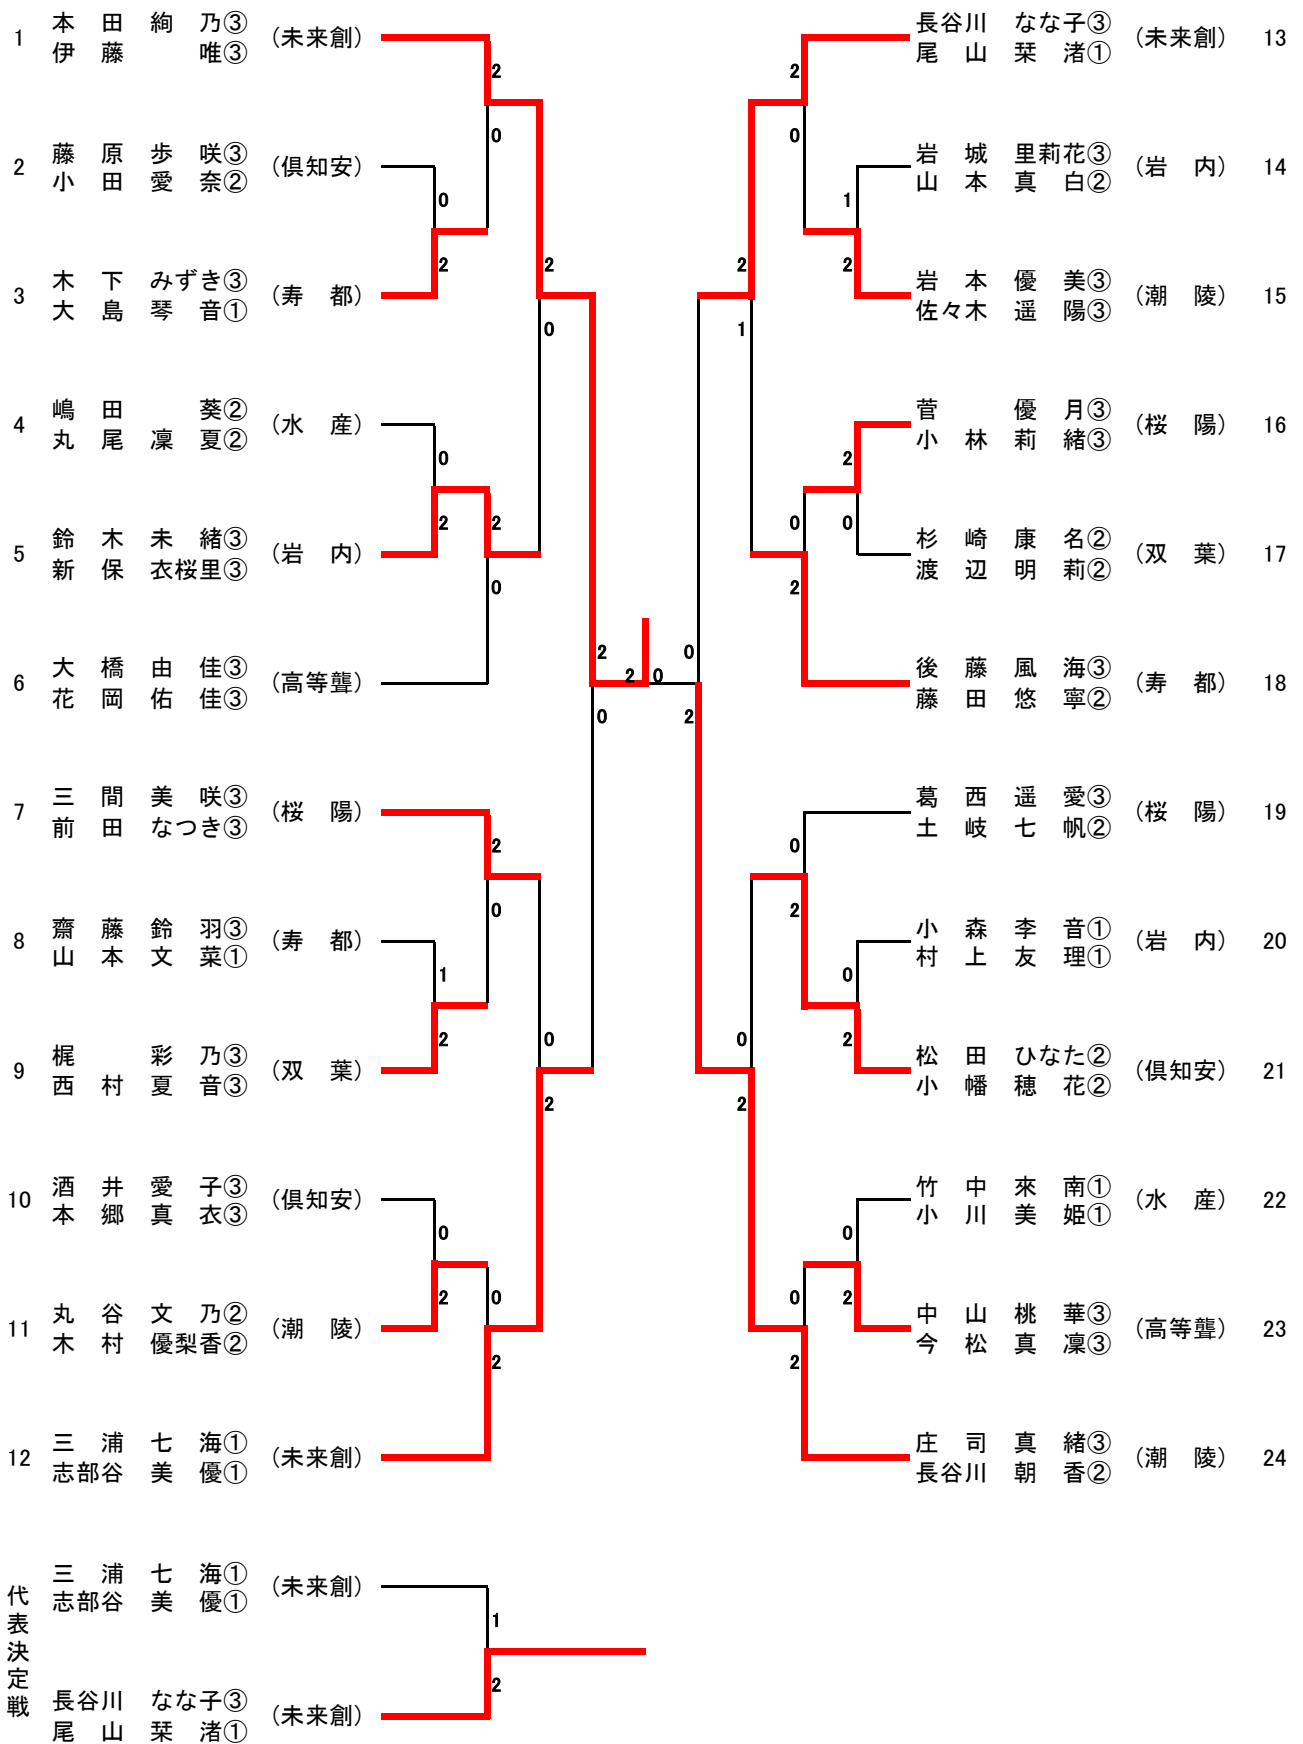 1 本田絢乃③ (未来創)
伊藤唯③
2 藤原歩咲③ (倶知安)
小田愛奈②
3 木下みずき③ (寿都)
大島琴音①
4 嶋田葵② (水産)
丸尾凜夏②
5 鈴木未緒③ (岩内)
新保衣桜里③
6 大橋由佳③ (高等聾)
花岡佑佳③
7 三間美咲③ (桜陽)
前田なつき③
8 齋藤鈴羽③ (寿都)
山本文菜①
9 梶彩乃③ (双葉)
西村夏音③
10 酒井愛子③ (倶知安)
本郷真衣③
11 丸谷文乃② (潮陵)
木村優梨香②
12 三浦七海① (未来創)
志部谷美優①
2
0
0
2
2
0
0
2
2
0
2
0
2
0
1
2
0
2
0
2
0
2
2
0
2
0
長谷川なな子③ (未来創) 13
尾山栞渚①
岩城里莉花③ (岩内) 14
山本真白②
岩本優美③ (潮陵) 15
佐々木遥陽③
菅優月③ (桜陽) 16
小林莉緒③
杉崎康名② (双葉) 17
渡辺明莉②
後藤風海③ (寿都) 18
藤田悠寧②
葛西遥愛③ (桜陽) 19
土岐七帆②
小森李音① (岩内) 20
村上友理①
松田ひなた② (倶知安) 21
小幡穂花②
竹中來南① (水産) 22
小川美姫①
中山桃華③ (高等聾) 23
今松真凜③
庄司真緒③ (潮陵) 24
長谷川朝香②
2
0
1
2
2
1
2
0
0
2
0
2
0
2
0
2
0
2
0
2
0
2
代表決定戦
三浦七海① (未来創)
志部谷美優①
1
2
長谷川なな子③ (未来創)
尾山栞渚①